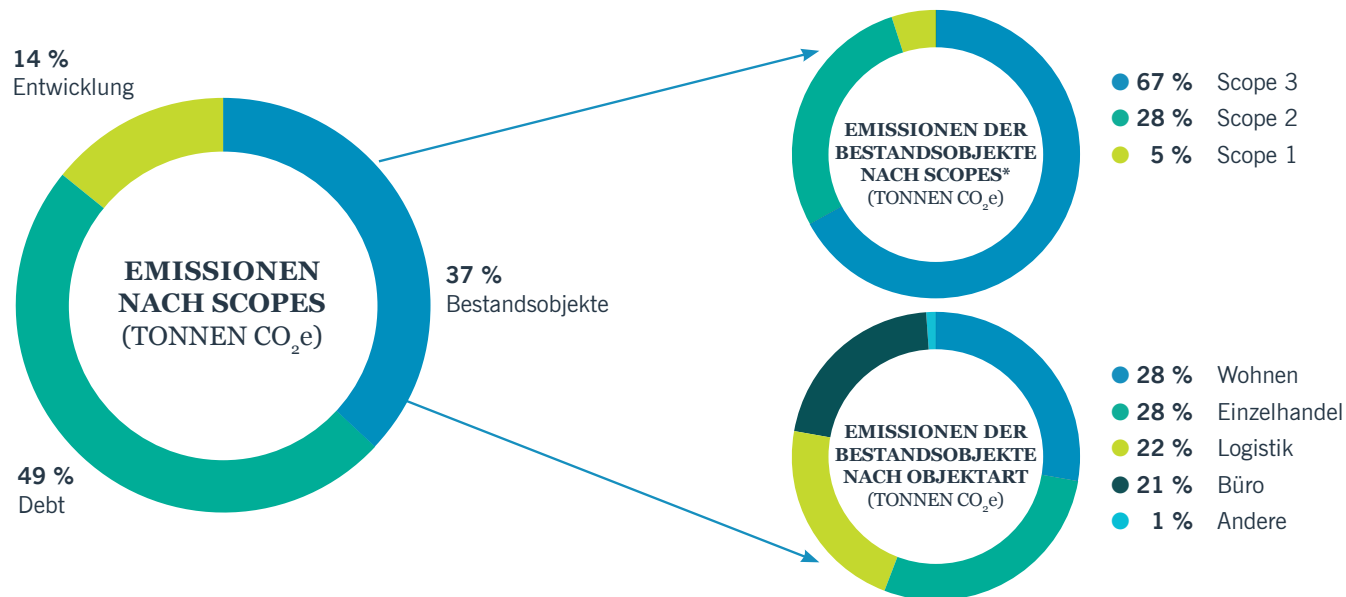 14 %
Entwicklung
EMISSIONEN
NACH SCOPES
(TONNEN CO₂e)
37 %
Bestandsobjekte
49 %
Debt
EMISSIONEN DER
BESTANDSOBJEKTE
NACH SCOPES*
(TONNEN CO₂e)
67 % Scope 3
28 % Scope 2
5 % Scope 1
EMISSIONEN DER
BESTANDSOBJEKTE
NACH OBJEKTART
(TONNEN CO₂e)
28 % Wohnen
28 % Einzelhandel
22 % Logistik
21 % Büro
1 % Andere